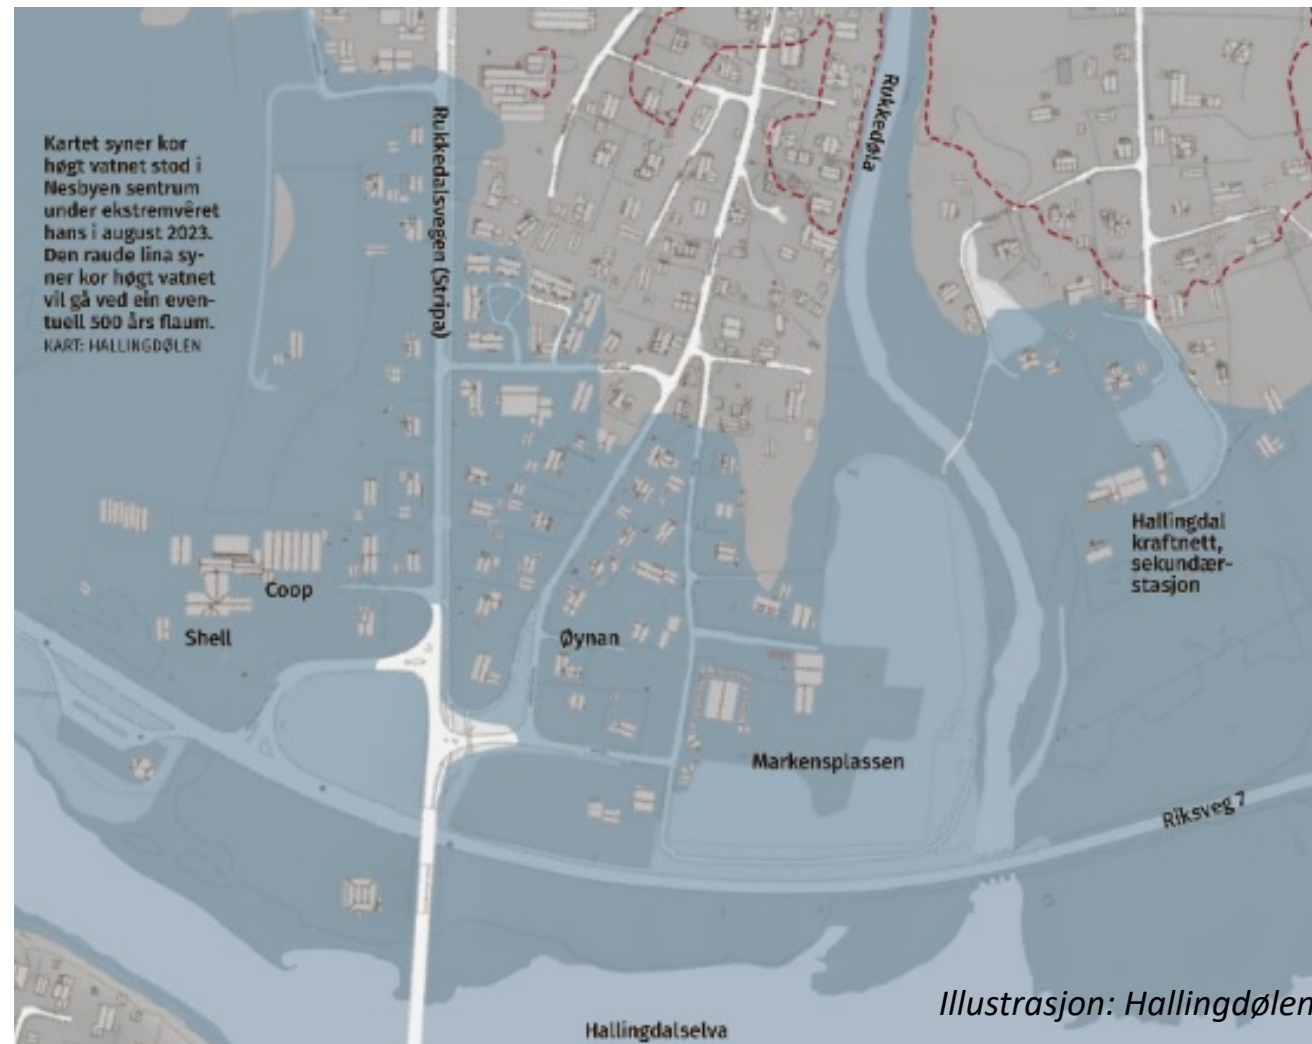 Kartet syner kor
høgt vatnet stod i
Nesbyen sentrum
under ekstremvêret
hans i august 2023.
Den raude lina sy-
ner kor høgt vatnet
vil gå ved ein even-
tuell 500 års flaum.
KART: HALLINGDØLEN
Rukkedalsvegen (Stripa)
Rukkedøla
Hallingdal
kraftnett,
sekundær-
stasjon
Coop
Shell
Øynan
Markensplassen
Riksveg 7
Illustrasjon: Hallingdølen
Hallingdalselva